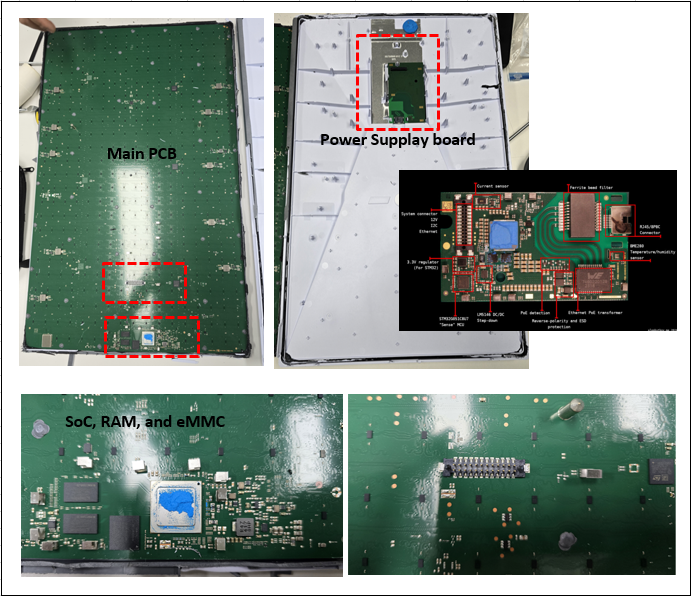 Main PCB
Power Supplay board
Current sensor
Ferrite bead filter
System connector
12V
I2C
Ethernet
RJ45/8P8C
Connector
BME280
Temperature/humidity
sensor
3.3V regulator
(for STM32)
PoE detection
Ethernet PoE transformer
LM5146 DC/DC
Step-down
"Sense" MCU
Reverse-polarity and ESD
protection
SoC, RAM, and eMMC